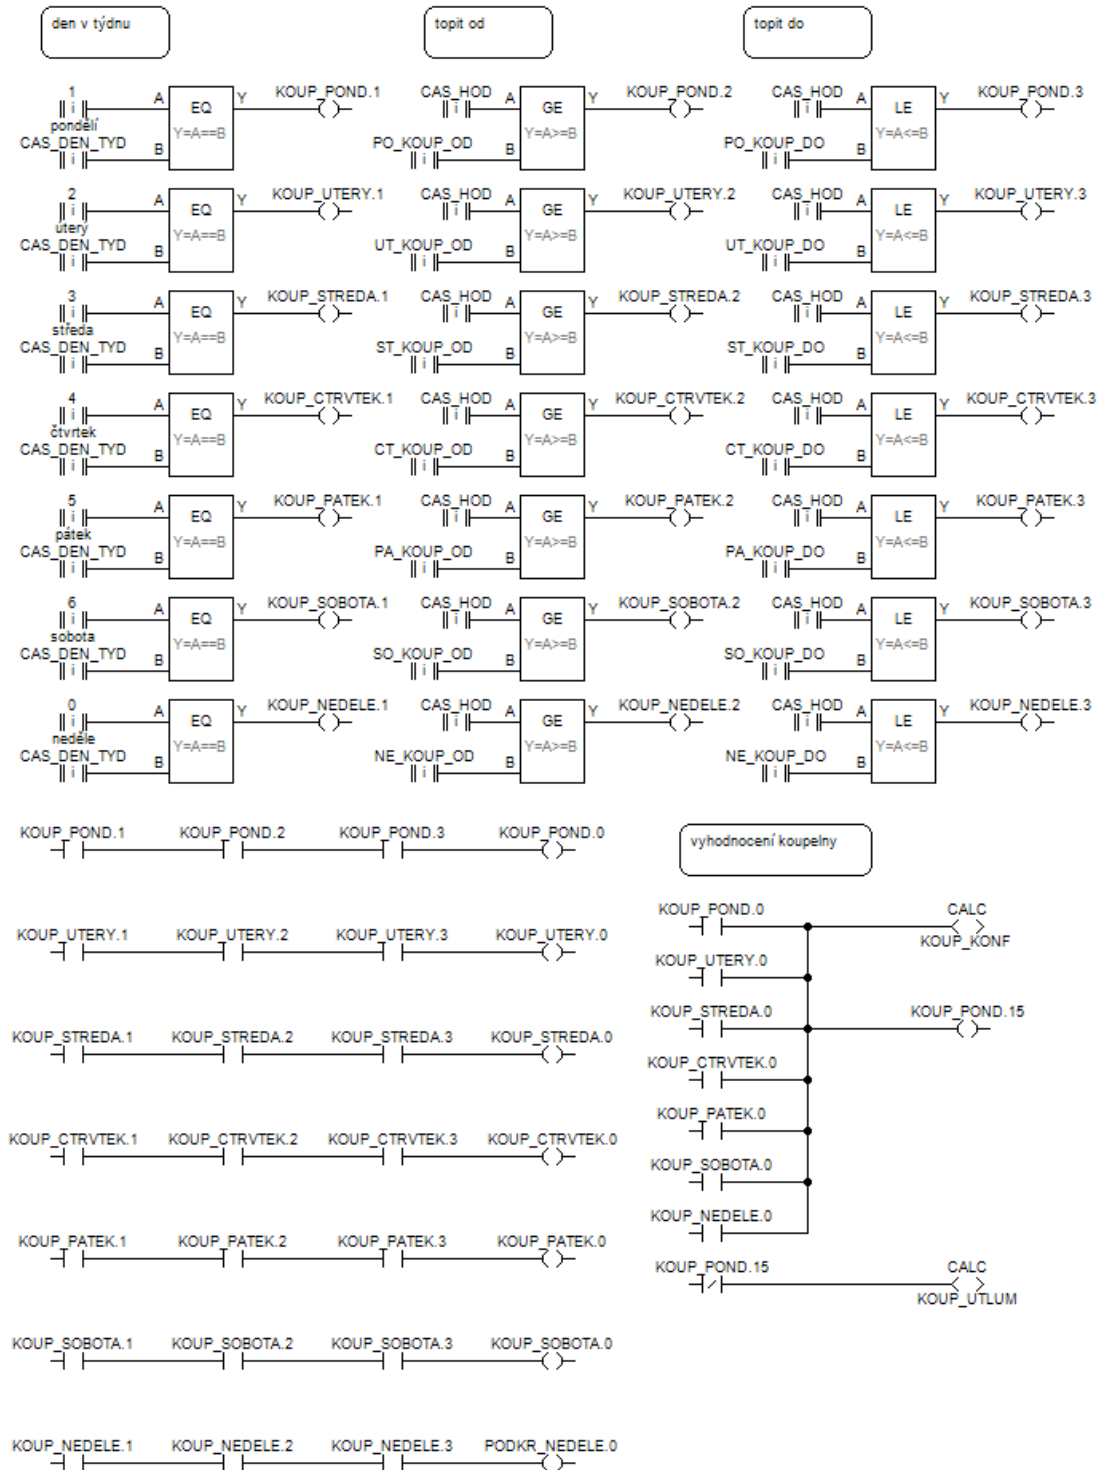 den v týdnu
topit od
topit do
1
A
EQ
Y
KOUP_POND.1
CAS_HOD
A
GE
Y
KOUP_POND.2
CAS_HOD
A
LE
Y
KOUP_POND.3
i
pondělí
Y=A==B
i
Y=A>=B
i
Y=A<=B
CAS_DEN_TYD
B
PO_KOUP_OD
B
PO_KOUP_DO
B
i
i
i
2
A
EQ
Y
KOUP_UTERY.1
CAS_HOD
A
GE
Y
KOUP_UTERY.2
CAS_HOD
A
LE
Y
KOUP_UTERY.3
i
útery
Y=A==B
i
Y=A>=B
i
Y=A<=B
CAS_DEN_TYD
B
UT_KOUP_OD
B
UT_KOUP_DO
B
i
i
i
3
A
EQ
Y
KOUP_STREDA.1
CAS_HOD
A
GE
Y
KOUP_STREDA.2
CAS_HOD
A
LE
Y
KOUP_STREDA.3
i
středa
Y=A==B
i
Y=A>=B
i
Y=A<=B
CAS_DEN_TYD
B
ST_KOUP_OD
B
ST_KOUP_DO
B
i
i
i
4
A
EQ
Y
KOUP_CTRVTEK.1
CAS_HOD
A
GE
Y
KOUP_CTRVTEK.2
CAS_HOD
A
LE
Y
KOUP_CTRVTEK.3
i
čtvrtek
Y=A==B
i
Y=A>=B
i
Y=A<=B
CAS_DEN_TYD
B
CT_KOUP_OD
B
CT_KOUP_DO
B
i
i
i
5
A
EQ
Y
KOUP_PATEK.1
CAS_HOD
A
GE
Y
KOUP_PATEK.2
CAS_HOD
A
LE
Y
KOUP_PATEK.3
i
pátek
Y=A==B
i
Y=A>=B
i
Y=A<=B
CAS_DEN_TYD
B
PA_KOUP_OD
B
PA_KOUP_DO
B
i
i
i
6
A
EQ
Y
KOUP_SOBOTA.1
CAS_HOD
A
GE
Y
KOUP_SOBOTA.2
CAS_HOD
A
LE
Y
KOUP_SOBOTA.3
i
sobota
Y=A==B
i
Y=A>=B
i
Y=A<=B
CAS_DEN_TYD
B
SO_KOUP_OD
B
SO_KOUP_DO
B
i
i
i
0
A
EQ
Y
KOUP_NEDELE.1
CAS_HOD
A
GE
Y
KOUP_NEDELE.2
CAS_HOD
A
LE
Y
KOUP_NEDELE.3
i
neděle
Y=A==B
i
Y=A>=B
i
Y=A<=B
CAS_DEN_TYD
B
NE_KOUP_OD
B
NE_KOUP_DO
B
i
i
i
KOUP_POND.1
KOUP_POND.2
KOUP_POND.3
KOUP_POND.0
KOUP_UTERY.1
KOUP_UTERY.2
KOUP_UTERY.3
KOUP_UTERY.0
KOUP_STREDA.1
KOUP_STREDA.2
KOUP_STREDA.3
KOUP_STREDA.0
KOUP_CTRVTEK.1
KOUP_CTRVTEK.2
KOUP_CTRVTEK.3
KOUP_CTRVTEK.0
KOUP_PATEK.1
KOUP_PATEK.2
KOUP_PATEK.3
KOUP_PATEK.0
KOUP_SOBOTA.1
KOUP_SOBOTA.2
KOUP_SOBOTA.3
KOUP_SOBOTA.0
KOUP_NEDELE.1
KOUP_NEDELE.2
KOUP_NEDELE.3
PODKR_NEDELE.0
vyhodnocení koupelny
KOUP_POND.0
CALC
KOUP_KONF
KOUP_UTERY.0
KOUP_STREDA.0
KOUP_POND.15
KOUP_CTRVTEK.0
KOUP_PATEK.0
KOUP_SOBOTA.0
KOUP_NEDELE.0
KOUP_POND.15
CALC
KOUP_UTLUM